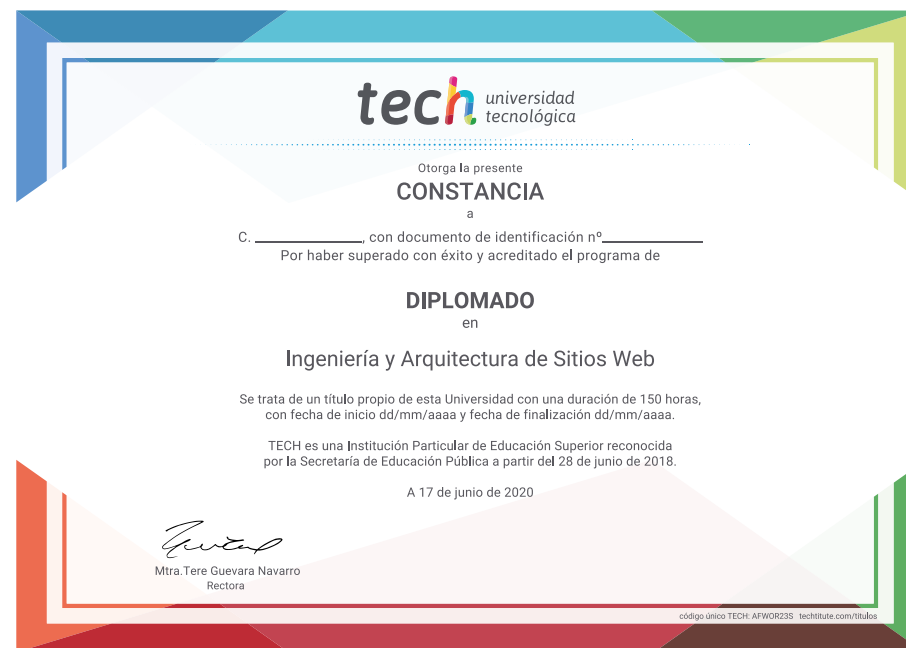 tech universidad
tecnológica
Otorga la presente
CONSTANCIA
a
C. ____________, con documento de identificación nº____________
Por haber superado con éxito y acreditado el programa de
DIPLOMADO
en
Ingeniería y Arquitectura de Sitios Web
Se trata de un título propio de esta Universidad con una duración de 150 horas,
con fecha de inicio dd/mm/aaaa y fecha de finalización dd/mm/aaaa.
TECH es una Institución Particular de Educación Superior reconocida
por la Secretaría de Educación Pública a partir del 28 de junio de 2018.
A 17 de junio de 2020
Mtra.Tere Guevara Navarro
Rectora
código único TECH: AFWOR23S techtitute.com/titulos